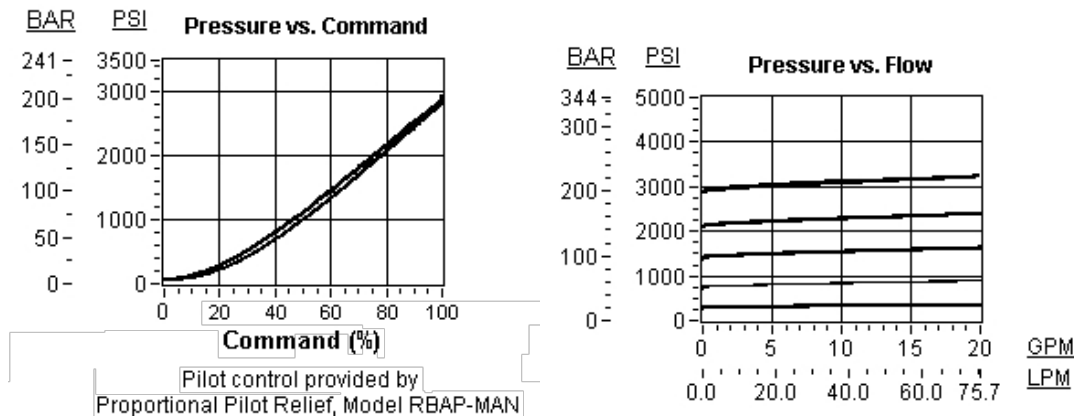 BAR PSI Pressure vs. Command
241 3500
200 3000
150 2000
100 1000
50
0 0
0 20 40 60 80 100
Command (%)
Pilot control provided by
Proportional Pilot Relief, Model RBAP-MAN
BAR PSI Pressure vs. Flow
344 5000
300 4000
200 3000
2000
100 1000
0 0
0 5 10 15 20 GPM
0.0 20.0 40.0 60.0 75.7 LPM